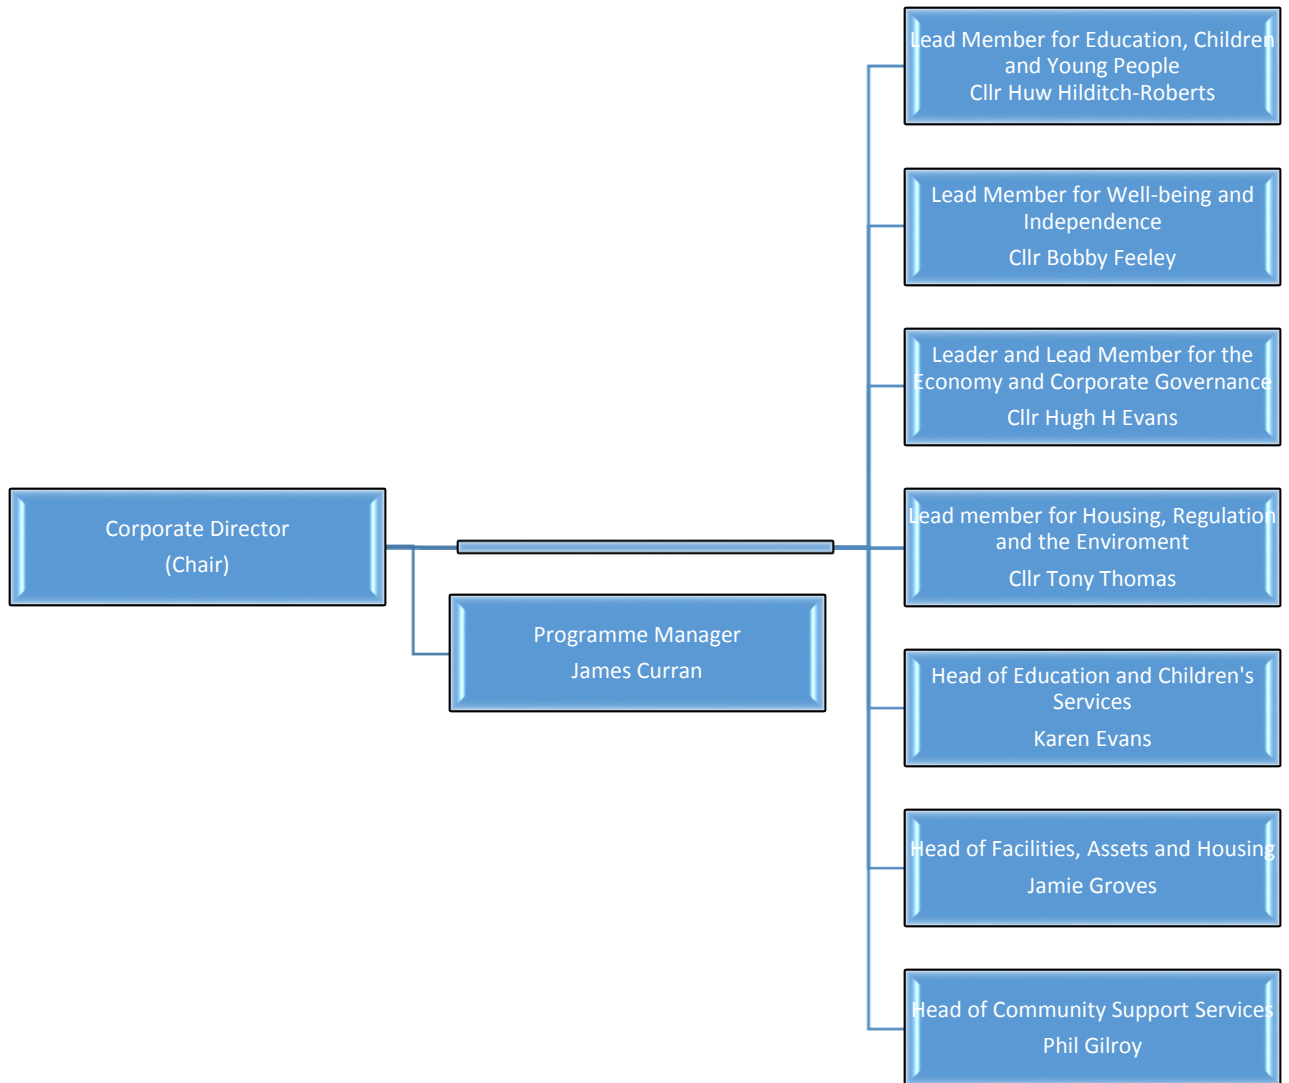 Lead Member for Education, Children
and Young People
Cllr Huw Hilditch-Roberts
Lead Member for Well-being and
Independence
Cllr Bobby Feeley
Leader and Lead Member for the
Economy and Corporate Governance
Cllr Hugh H Evans
Corporate Director
(Chair)
Lead member for Housing, Regulation
and the Enviroment
Cllr Tony Thomas
Programme Manager
James Curran
Head of Education and Children's
Services
Karen Evans
Head of Facilities, Assets and Housing
Jamie Groves
Head of Community Support Services
Phil Gilroy